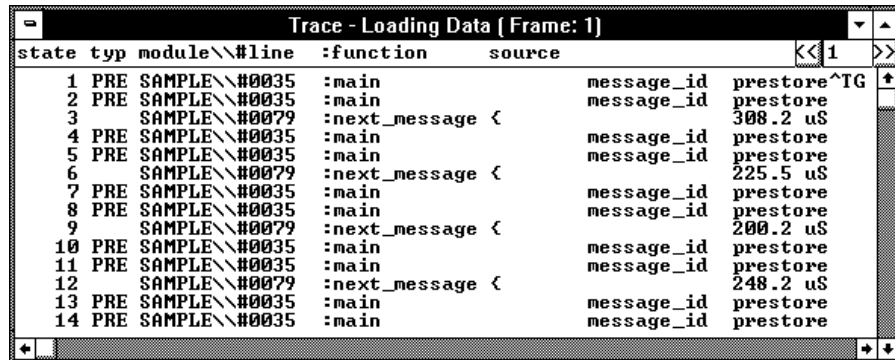 Trace - Loading Data ( Frame: 1)
state typ module\\#line :function source << 1 >>
1 PRE SAMPLE\\#0035 :main message_id prestore^TG
2 PRE SAMPLE\\#0035 :main message_id prestore
3 SAMPLE\\#0079 :next_message { 308.2 uS
4 PRE SAMPLE\\#0035 :main message_id prestore
5 PRE SAMPLE\\#0035 :main message_id prestore
6 SAMPLE\\#0079 :next_message { 225.5 uS
7 PRE SAMPLE\\#0035 :main message_id prestore
8 PRE SAMPLE\\#0035 :main message_id prestore
9 SAMPLE\\#0079 :next_message { 200.2 uS
10 PRE SAMPLE\\#0035 :main message_id prestore
11 PRE SAMPLE\\#0035 :main message_id prestore
12 SAMPLE\\#0079 :next_message { 248.2 uS
13 PRE SAMPLE\\#0035 :main message_id prestore
14 PRE SAMPLE\\#0035 :main message_id prestore